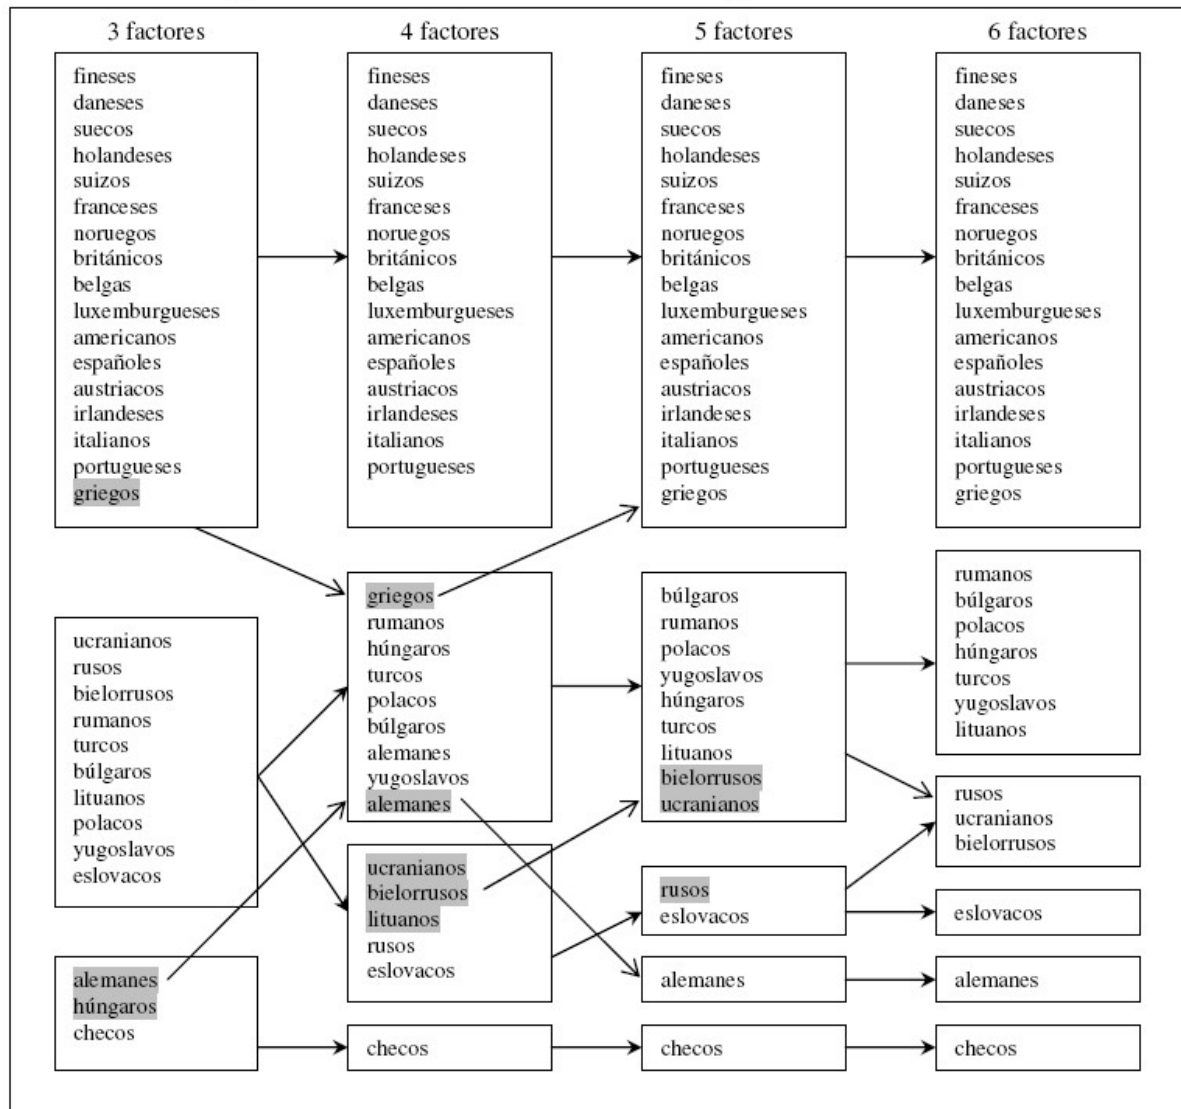 3 factores
fineses
daneses
suecos
holandeses
suizos
franceses
noruegos
británicos
belgas
luxemburgueses
americanos
españoles
austriacos
irlandeses
italianos
portugueses
griegos
ucranianos
rusos
bielorrusos
rumanos
turcos
búlgaros
lituanos
polacos
yugoslavos
eslovacos
alemanes
húngaros
checos
4 factores
fineses
daneses
suecos
holandeses
suizos
franceses
noruegos
británicos
belgas
luxemburgueses
americanos
españoles
austriacos
irlandeses
italianos
portugueses
griegos
rumanos
húngaros
turcos
polacos
búlgaros
alemanes
yugoslavos
alemanes
ucranianos
bielorrusos
lituanos
rusos
eslovacos
checos
5 factores
fineses
daneses
suecos
holandeses
suizos
franceses
noruegos
británicos
belgas
luxemburgueses
americanos
españoles
austriacos
irlandeses
italianos
portugueses
griegos
búlgaros
rumanos
polacos
yugoslavos
húngaros
turcos
lituanos
bielorrusos
ucranianos
rusos
eslovacos
alemanes
checos
6 factores
fineses
daneses
suecos
holandeses
suizos
franceses
noruegos
británicos
belgas
luxemburgueses
americanos
españoles
austriacos
irlandeses
italianos
portugueses
griegos
rumanos
búlgaros
polacos
húngaros
turcos
yugoslavos
lituanos
rusos
ucranianos
bielorrusos
eslovacos
alemanes
checos